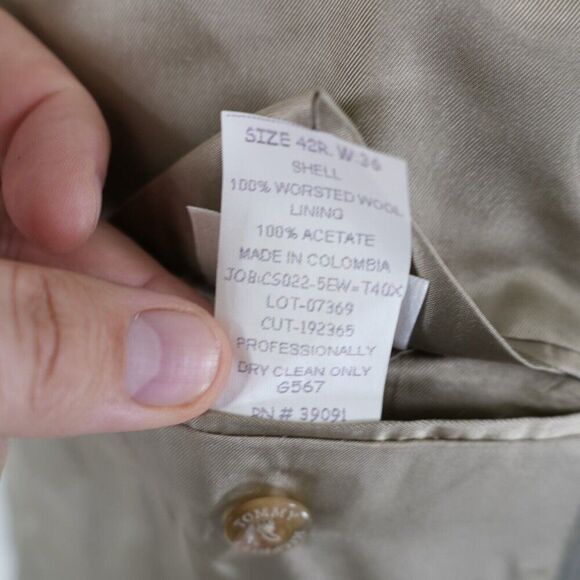 SIZE 42R W-36
SHELL
100% WORSTED WOOL
LINING
100% ACETATE
MADE IN COLOMBIA
JOB:CS022-5EW=T40X
LOT-07369
CUT-192365
PROFESSIONALLY
DRY CLEAN ONLY
G567
RN # 39091
TOMMY